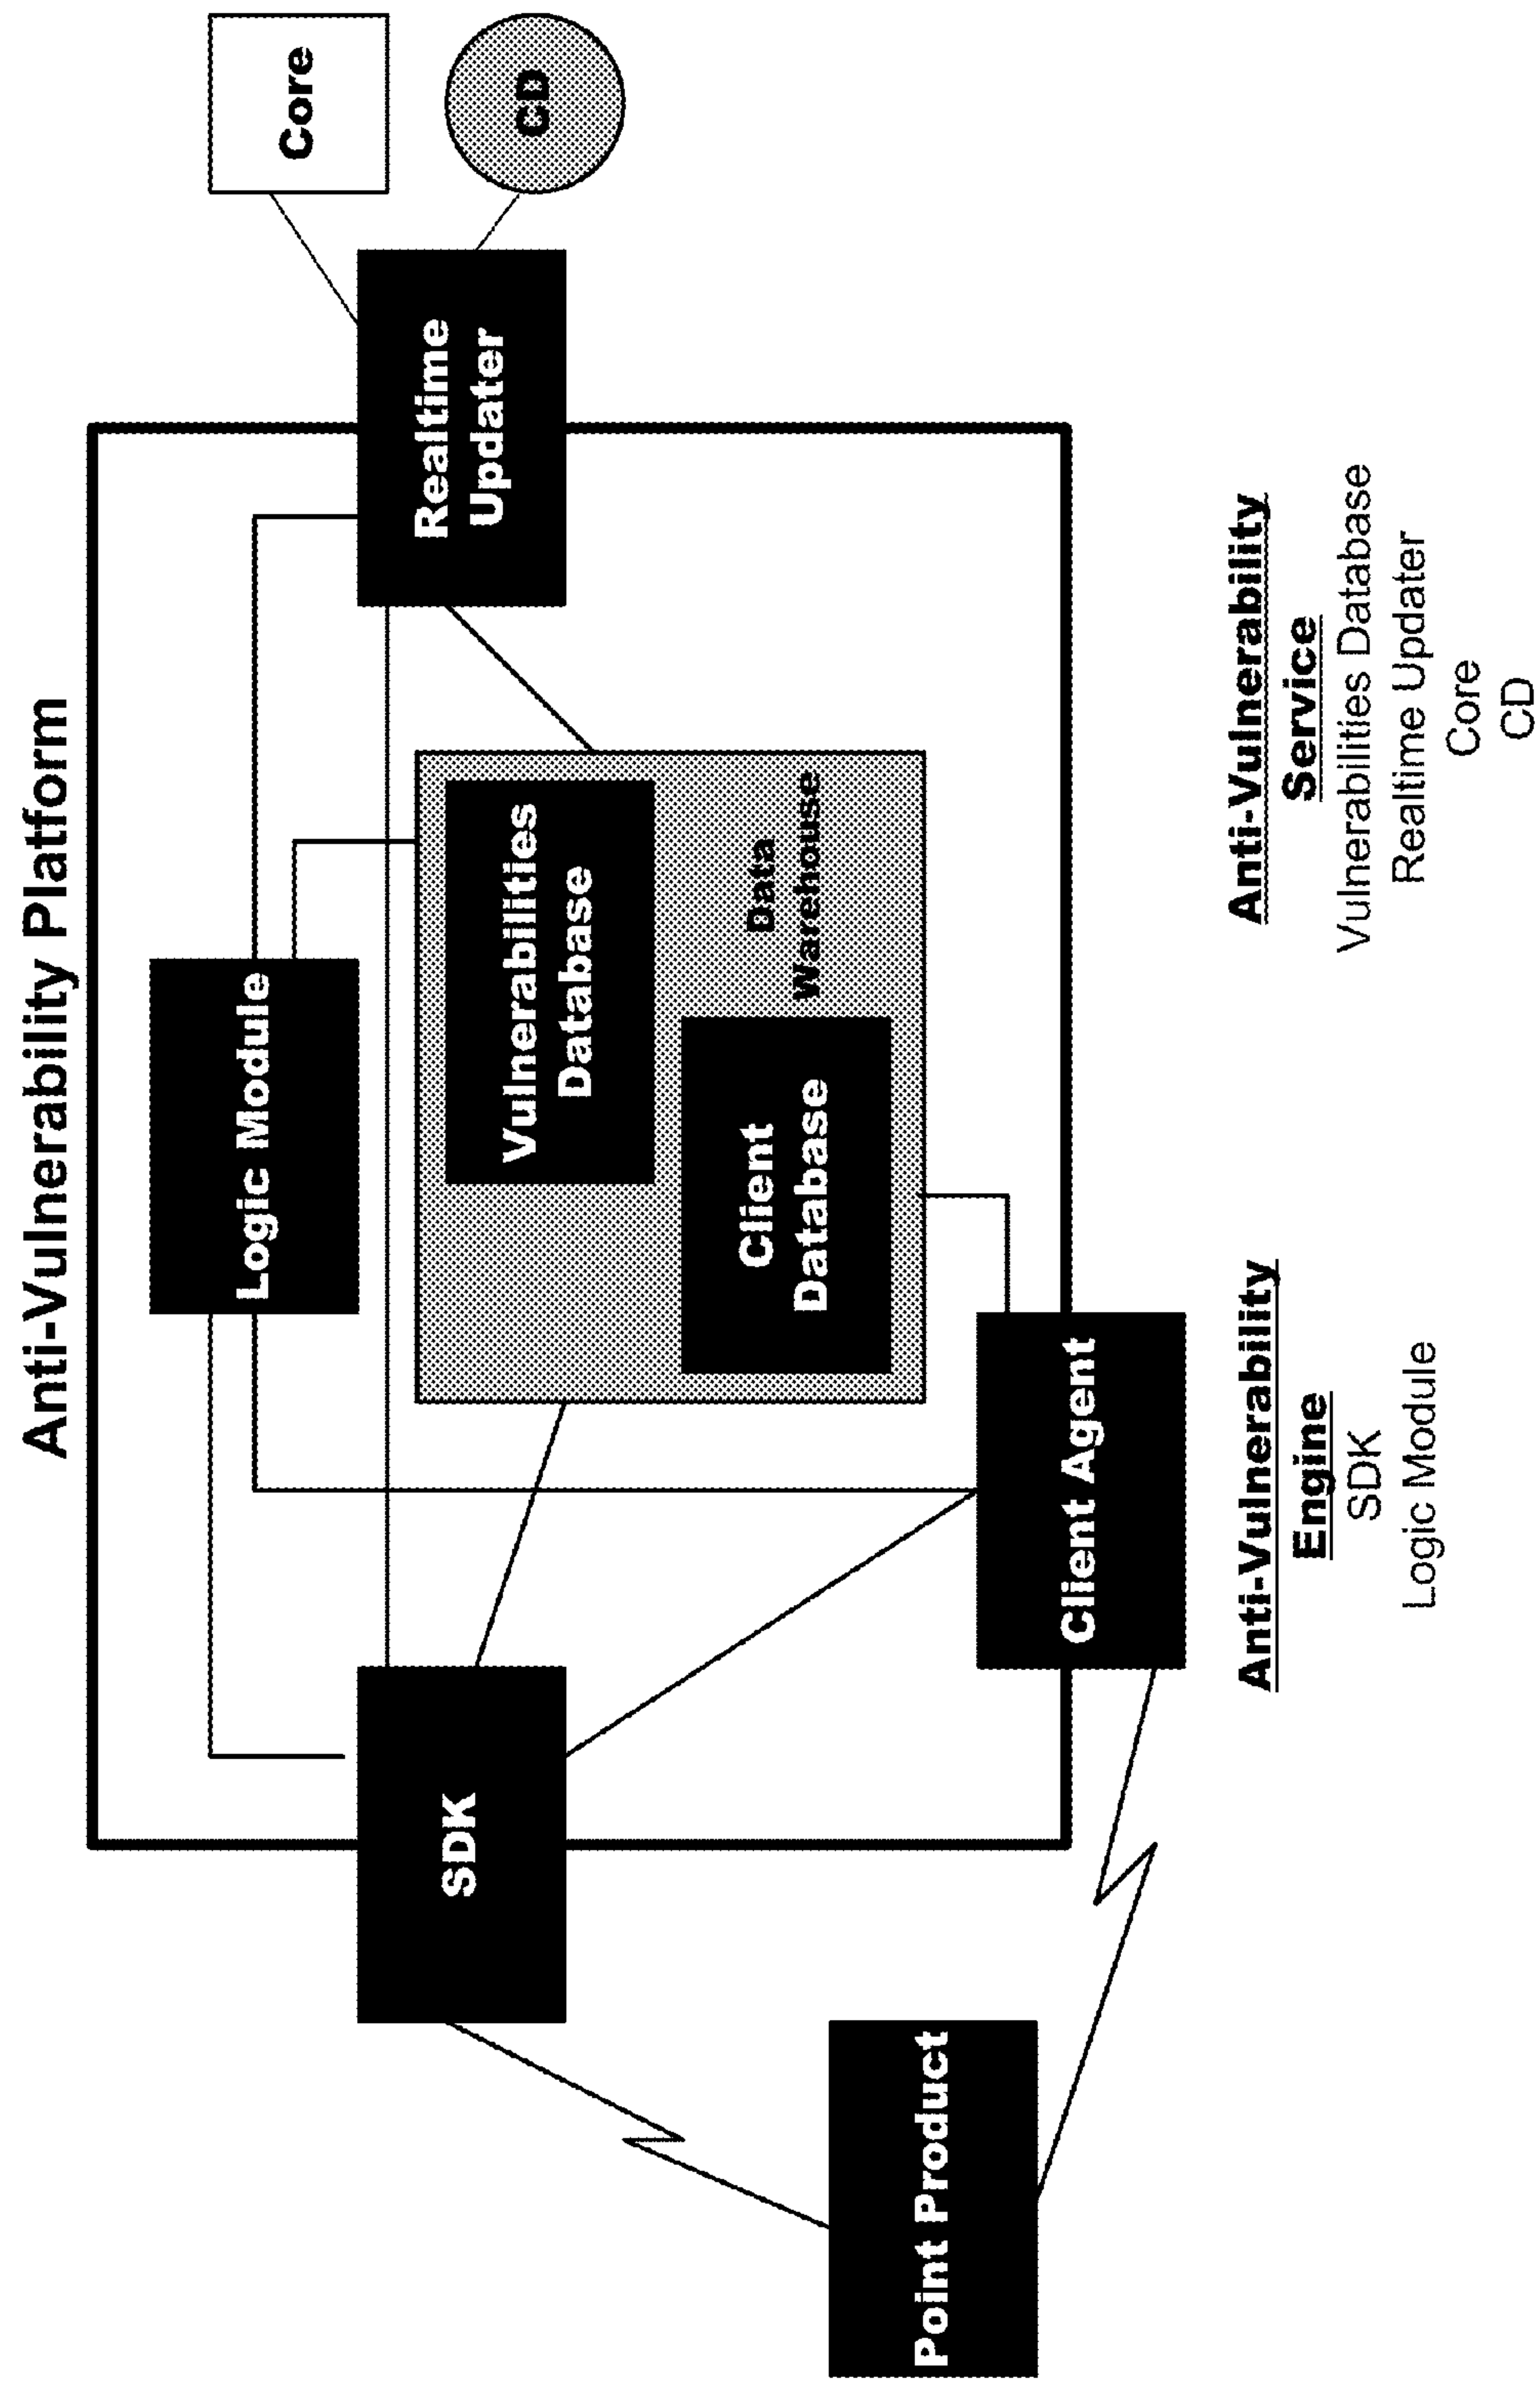 Anti-Vulnerability Platform
Logic Module
Core
CD
Realtime
Updater
SDK
Vulnerabilities
Database
Client
Database
Data
Warehouse
Client Agent
Point Product
Anti-Vulnerability
Engine
SDK
Logic Module
Anti-Vulnerability
Service
Vulnerabilities Database
Realtime Updater
Core
CD